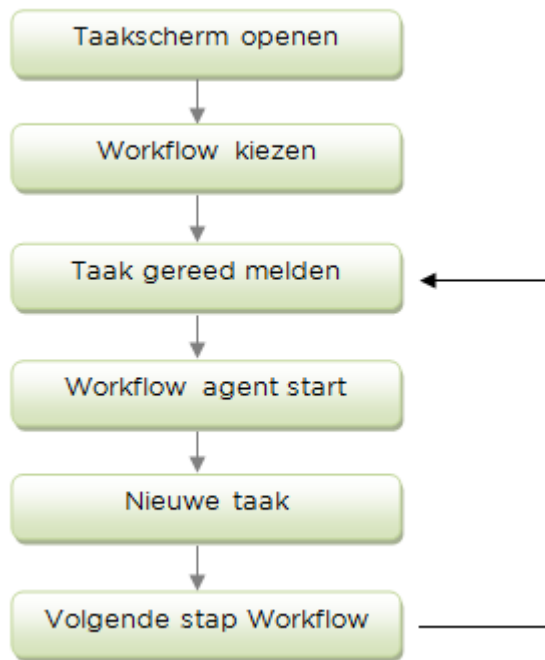 Taakscherm openen
Workflow kiezen
Taak gereed melden
Workflow agent start
Nieuwe taak
Volgende stap Workflow